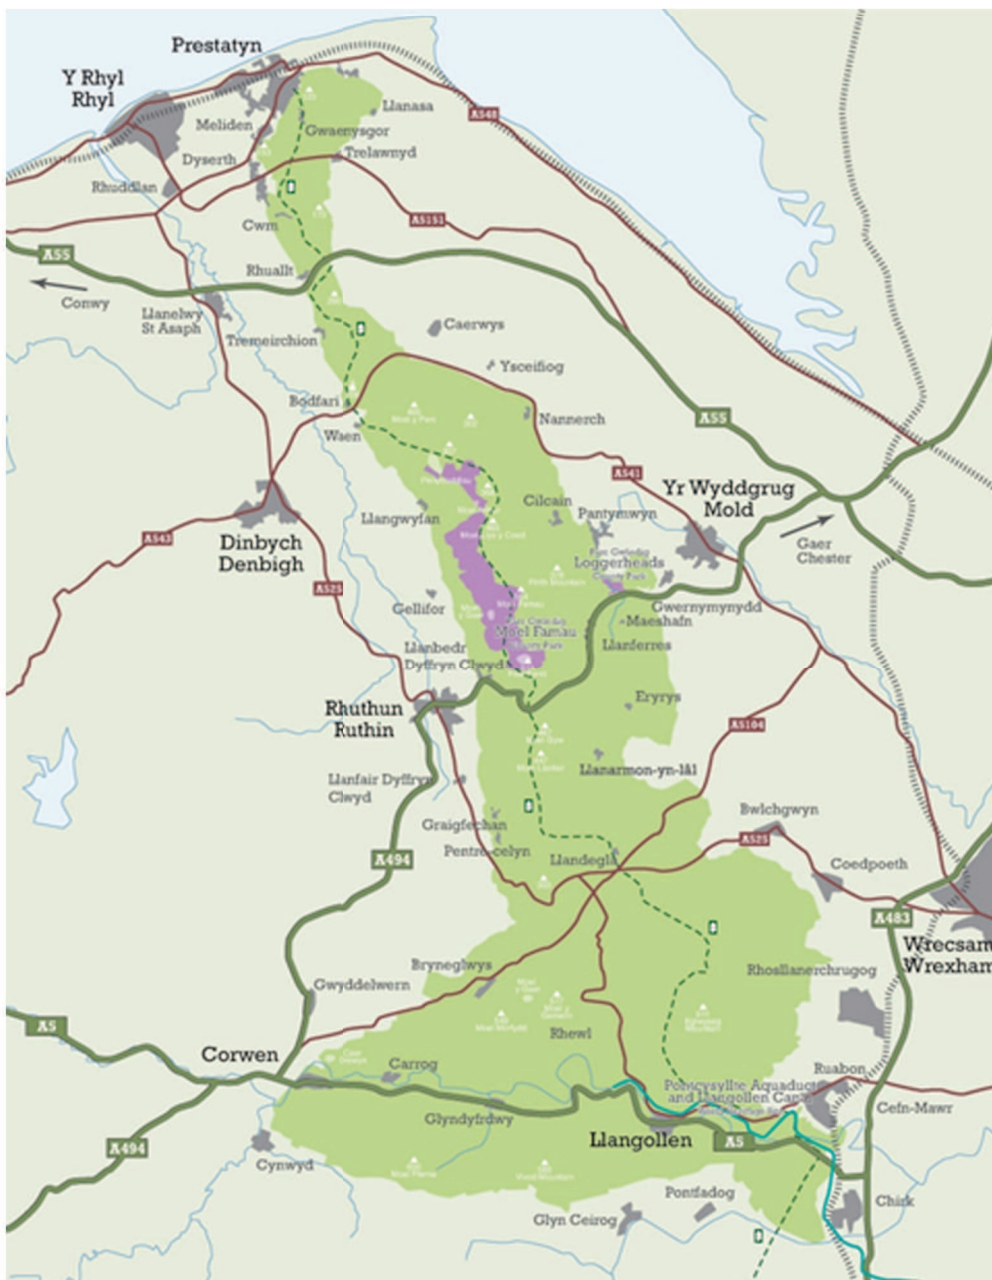 Prestatyn
Y Rhyl
Rhyl
Llanasa
A548
Meliden
Gwaenysgor
Dyserth
Trelawnyd
Rhuddlan
A5151
Cwm
A55
Rhuallt
Conwy
Llanelwy
St Asaph
Tremeirchion
Caerwys
Ysceifiog
Bodfari
Nannerch
A55
Waen
A541
Yr Wyddgrug
Mold
Cilcain
Pantymwyn
Llangwyfan
A543
Dinbych
Denbigh
Gaer
Chester
Loggerheads
Country Park
A525
Gellifor
Gwernymynydd
Maeshafn
Moel Famau
Llanferres
Llanbedr
Dyffryn Clwyd
Eryrys
Rhuthun
Ruthin
A5104
Llanarmon-yn-Iâl
Llanfair Dyffryn
Clwyd
Bwlchgwyn
Graigfechan
A525
Pentre-celyn
Llandegla
A494
Coedpoeth
A483
Wrecsam
Wrexham
Bryneglwys
Rhosllanerchrugog
Gwyddelwern
A5
Rhewl
Corwen
Carrog
Ruabon
Pontcysyllte Aqueduct
and Llangollen Canal
Glyndyfrdwy
Cefn-Mawr
Llangollen
A5
A494
Cynwyd
Pontfadog
Chirk
Glyn Ceirog